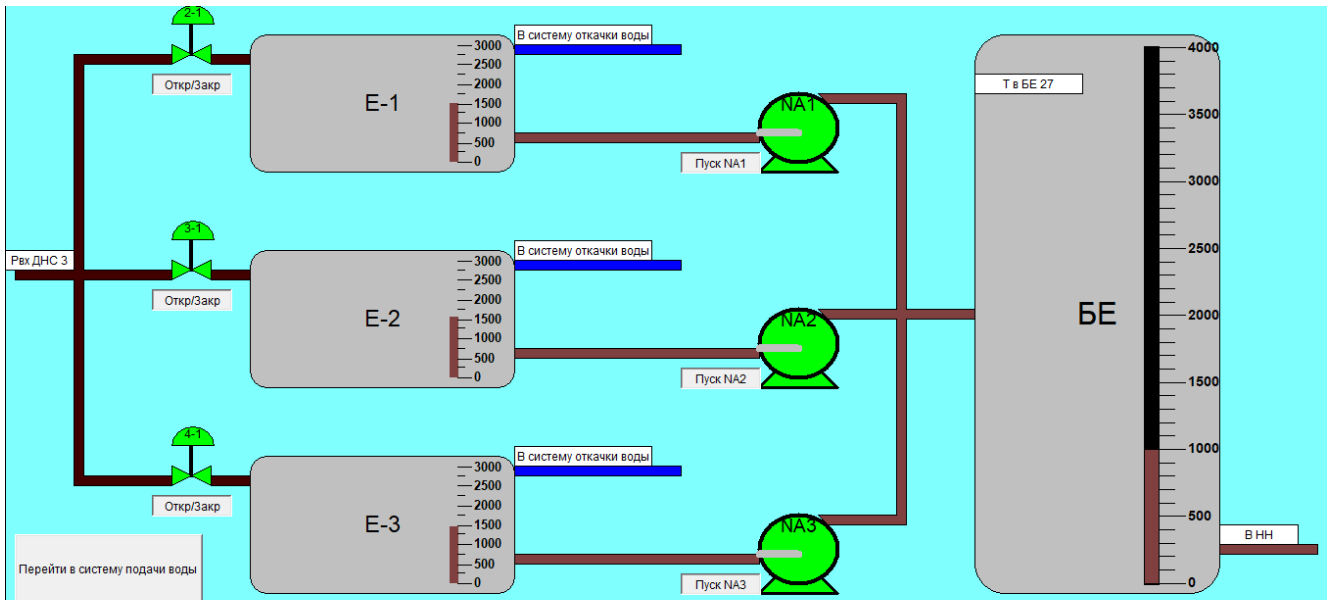 2-1
Откр/Закр
E-1
3000
2500
2000
1500
1000
500
0
В систему откачки воды
NA1
Пуск NA1
Рвх ДНС 3
3-1
Откр/Закр
E-2
3000
2500
2000
1500
1000
500
0
В систему откачки воды
NA2
Пуск NA2
4-1
Откр/Закр
E-3
3000
2500
2000
1500
1000
500
0
В систему откачки воды
NA3
Пуск NA3
Т в БЕ 27
БЕ
4000
3500
3000
2500
2000
1500
1000
500
0
В НН
Перейти в систему подачи воды